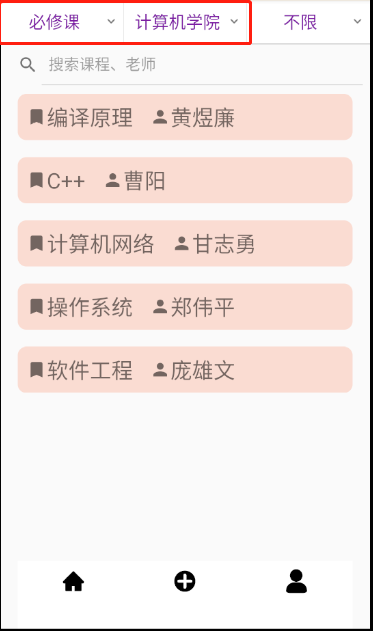 必修课 计算机学院 不限
搜索课程、老师
编译原理 黄煜廉
C++ 曹阳
计算机网络 甘志勇
操作系统 郑伟平
软件工程 庞雄文